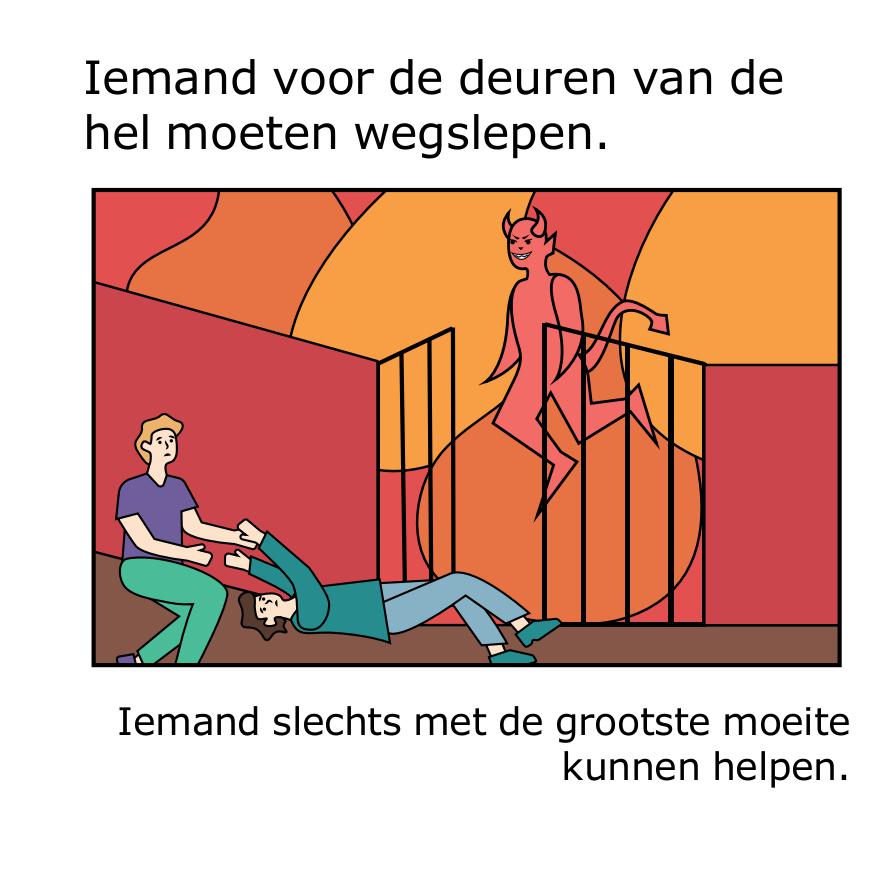 Iemand voor de deuren van de
hel moeten wegslepen.
Iemand slechts met de grootste moeite
kunnen helpen.